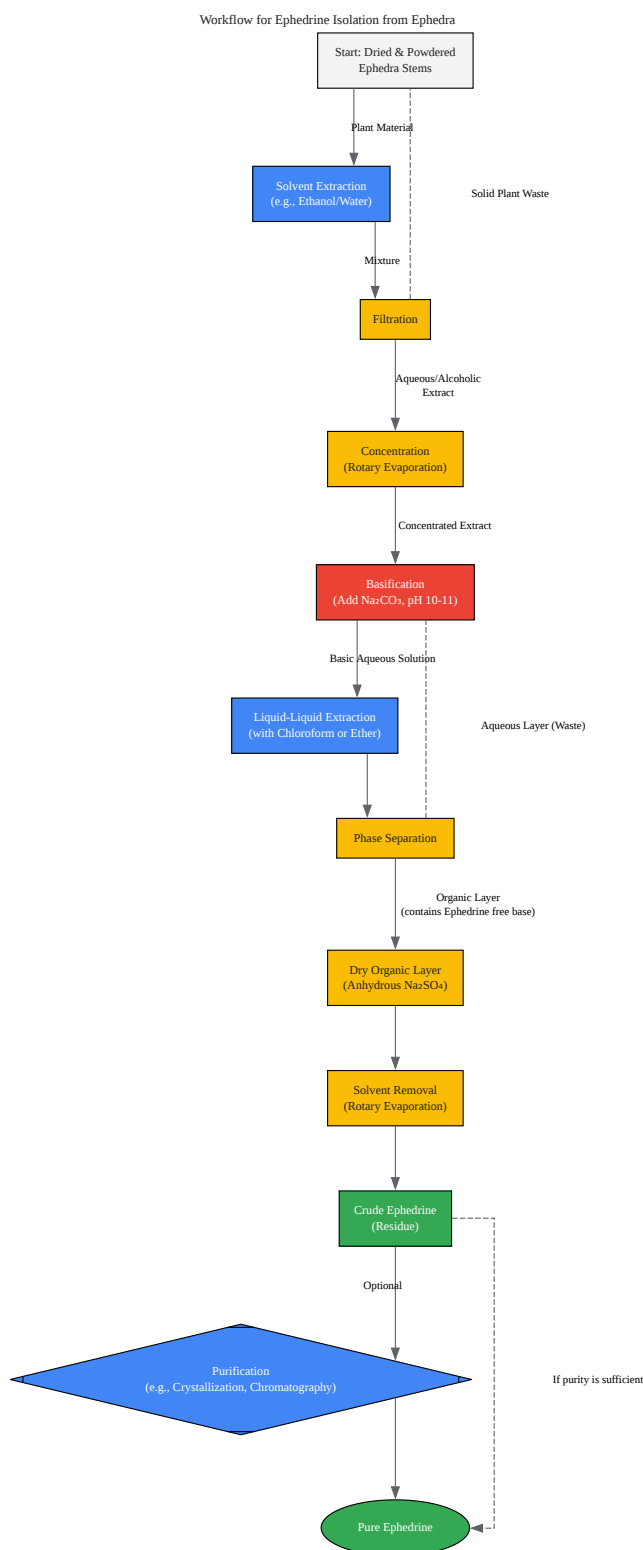 Workflow for Ephedrine Isolation from Ephedra
Start: Dried & Powdered
Ephedra Stems
Plant Material
Solvent Extraction
(e.g., Ethanol/Water)
Solid Plant Waste
Mixture
Filtration
Aqueous/Alcoholic
Extract
Concentration
(Rotary Evaporation)
Concentrated Extract
Basification
(Add Na₂CO₃, pH 10-11)
Basic Aqueous Solution
Liquid-Liquid Extraction
(with Chloroform or Ether)
Aqueous Layer (Waste)
Phase Separation
Organic Layer
(contains Ephedrine free base)
Dry Organic Layer
(Anhydrous Na₂SO₄)
Solvent Removal
(Rotary Evaporation)
Crude Ephedrine
(Residue)
Optional
Purification
(e.g., Crystallization, Chromatography)
If purity is sufficient
Pure Ephedrine